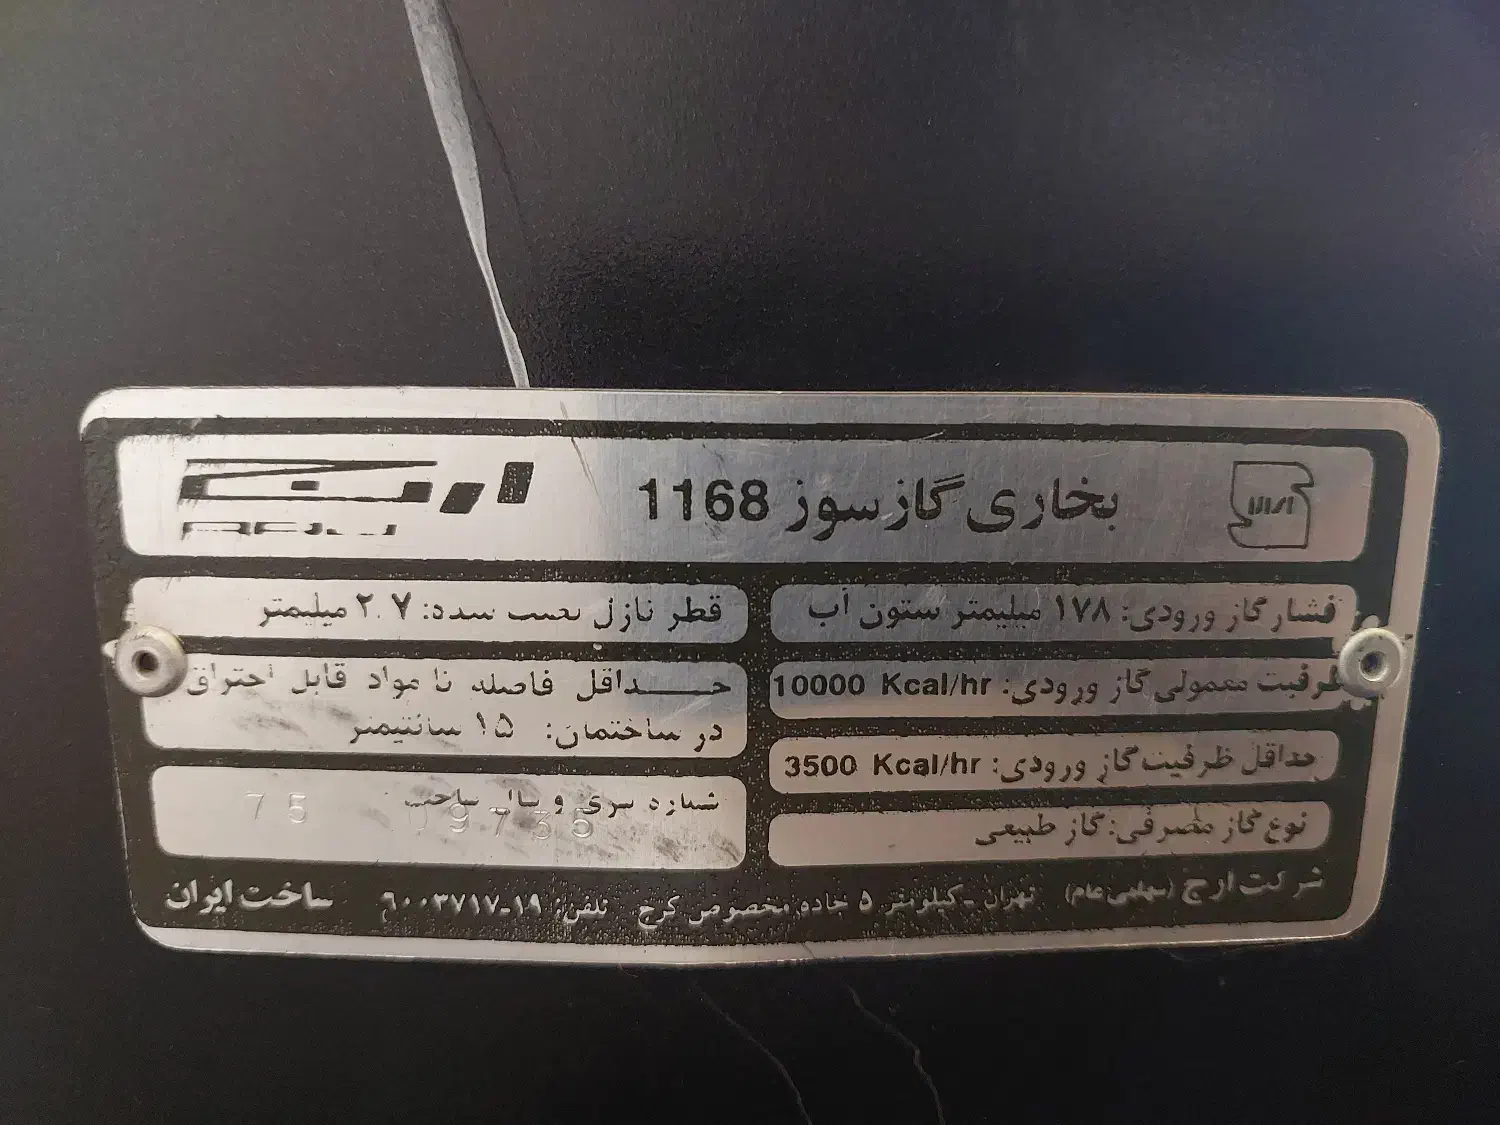 بخاری گازسوز 1168
ارج
فشار گاز ورودی: ۱۷۸ میلیمتر ستون آب
ظرفیت معمولی گاز ورودی: 10000 Kcal/hr
حداقل ظرفیت گاز ورودی: 3500 Kcal/hr
نوع گاز مصرفی: گاز طبیعی
قطر نازل نصب شده: ۲.۷ میلیمتر
حداقل فاصله تا مواد قابل احتراق
در ساختمان: ۱۵ سانتیمتر
شماره سری و سال ساخت
75 09735
شرکت ارج (سهامی عام) تهران - کیلومتر ۵ جاده مخصوص کرج تلفن: ۱۹-۶۰۰۳۷۱۷ ساخت ایران